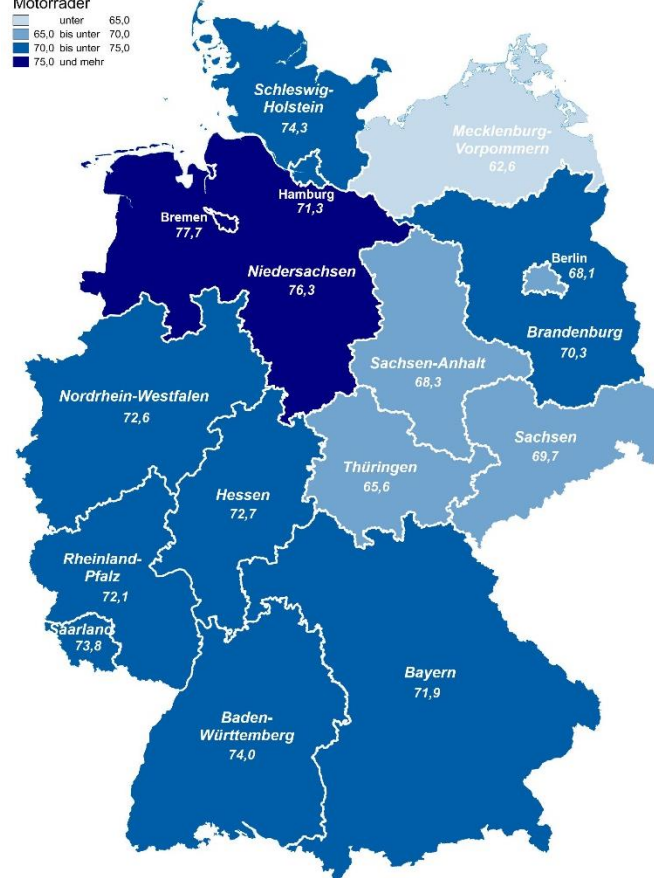 Motorräder
unter 65,0
65,0 bis unter 70,0
70,0 bis unter 75,0
75,0 und mehr
Schleswig-
Holstein
74,3
Mecklenburg-
Vorpommern
62,6
Hamburg
71,3
Bremen
77,7
Niedersachsen
76,3
Berlin
68,1
Brandenburg
70,3
Sachsen-Anhalt
68,3
Nordrhein-Westfalen
72,6
Sachsen
69,7
Thüringen
65,6
Hessen
72,7
Rheinland-
Pfalz
72,1
Saarland
73,8
Bayern
71,9
Baden-
Württemberg
74,0